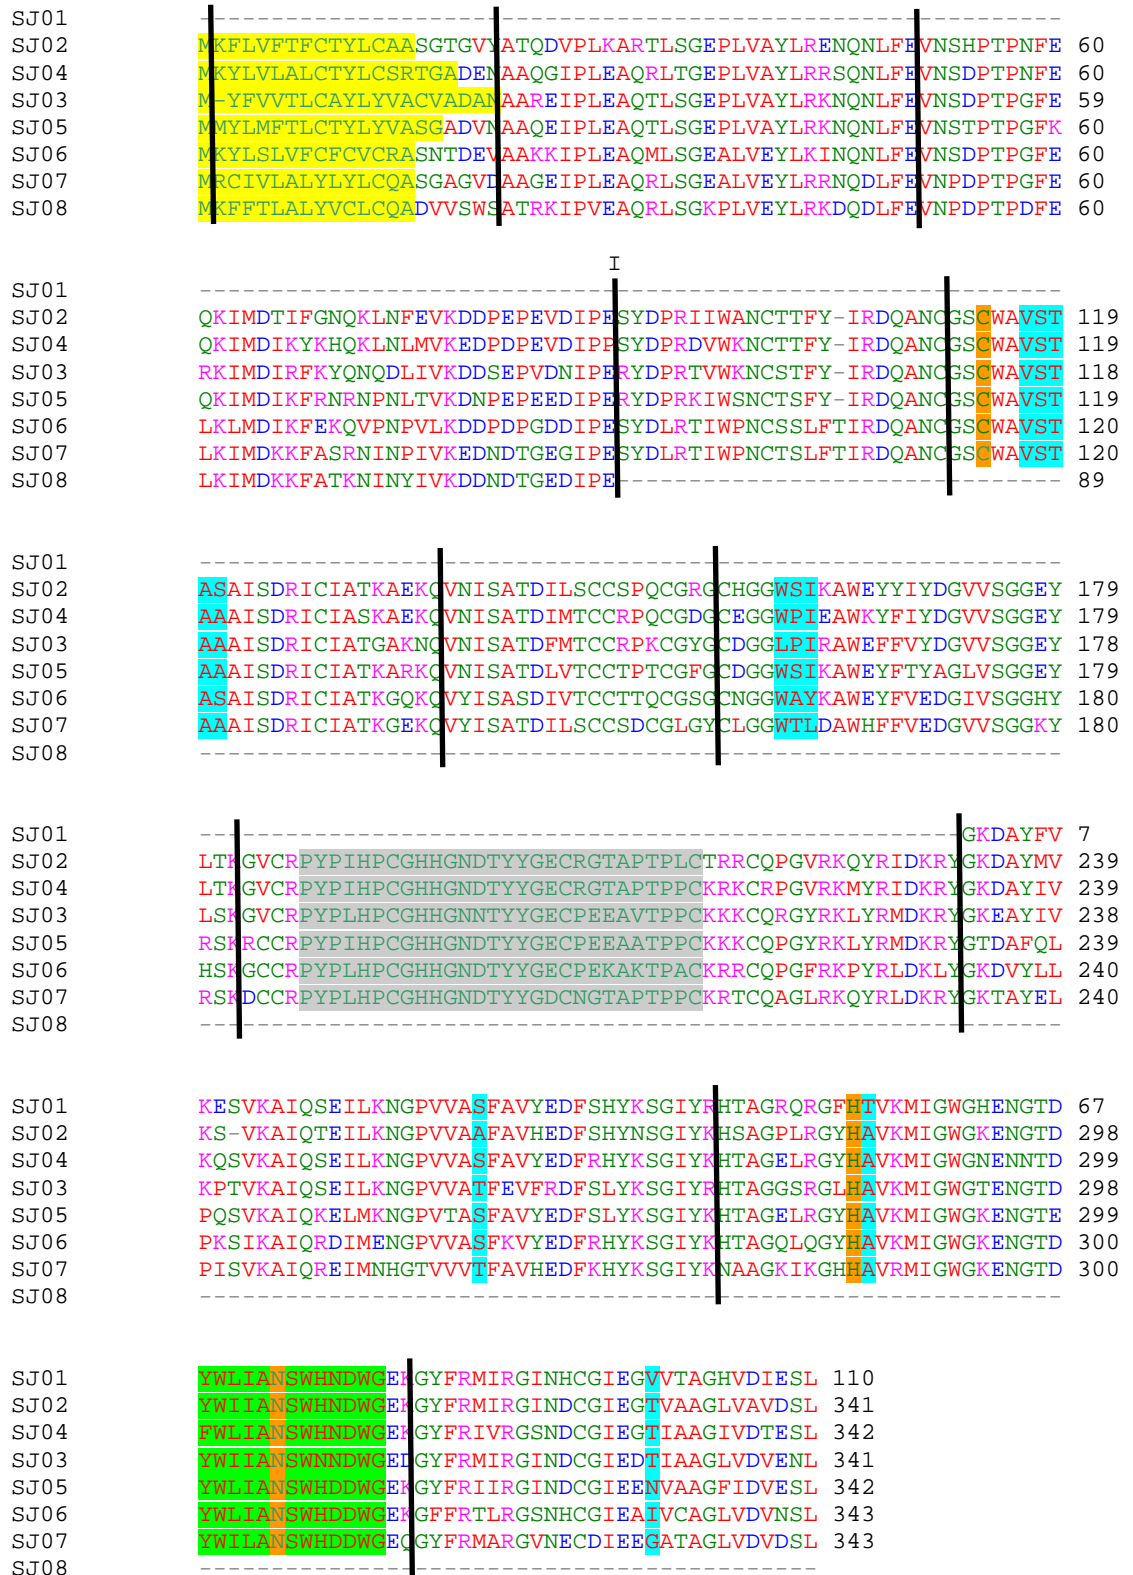 SJ01 ------------------------------------------------------------
SJ02 MKFLVFTFCTYLCAASGTGVYATQDVPLKARTLSGEPLVAYLRENQNLFEVNSHPTPNFE 60
SJ04 MKYLVLALCTYLCSRTGADENAAQGIPLEAQRLTGEPLVAYLRRSQNLFEVNSDPTPNFE 60
SJ03 M-YFVVTLCAYLYVACVADANAAREIPLEAQTLSGEPLVAYLRKNQNLFEVNSDPTPGFE 59
SJ05 MMYLMFTLCTYLYVASGADVNAAQEIPLEAQTLSGEPLVAYLRKNQNLFEVNSTPTPGFK 60
SJ06 MKYLSLVFCFCVCRASNTDEVAAKKIPLEAQMLSGEALVEYLKINQNLFEVNSDPTPGFE 60
SJ07 MRCIVLALYLYLCQASGAGVDAAGEIPLEAQRLSGEALVEYLRRNQDLFEVNPDPTPGFE 60
SJ08 MKFFTLALYVCLCQADVVSWSATRKIPVEAQRLSGKPLVEYLRKDQDLFEVNPDPTPDFE 60
I
SJ01 ------------------------------------------------------------
SJ02 QKIMDTIFGNQKLNFEVKDDPEPEVDIPESYDPRIIWANCTTFY-IRDQANCGSCWAVST 119
SJ04 QKIMDIKYKHQKLNLMVKEDPDPEVDIPPSYDPRDVWKNCTTFY-IRDQANCGSCWAVST 119
SJ03 RKIMDIRFKYQNQDLIVKDDSEPVDNIPERYDPRTVWKNCSTFY-IRDQANCGSCWAVST 118
SJ05 QKIMDIKFRNRNPNLTVKDNPEPEEDIPERYDPRKIWSNCTSFY-IRDQANCGSCWAVST 119
SJ06 LKLMDIKFEKQVPNPVLKDDPDPGDDIPESYDLRTIWPNCSSLFTIRDQANCGSCWAVST 120
SJ07 LKIMDKKFASRNINPIVKEDNDTGEGIPESYDLRTIWPNCTSLFTIRDQANCGSCWAVST 120
SJ08 LKIMDKKFATKNINYIVKDDNDTGEDIPE------------------------------- 89
SJ01 ------------------------------------------------------------
SJ02 ASAISDRICIATKAEKQVNISATDILSCCSPQCGRGCHGGWSIKAWEYYIYDGVVSGGEY 179
SJ04 AAAISDRICIASKAEKQVNISATDIMTCCRPQCGDGCEGGWPIEAWKYFIYDGVVSGGEY 179
SJ03 AAAISDRICIATGAKNQVNISATDFMTCCRPKCGYGCDGGLPIRAWEFFVYDGVVSGGEY 178
SJ05 AAAISDRICIATKARKQVNISATDLVTCCTPTCGFGCDGGWSIKAWEYFTYAGLVSGGEY 179
SJ06 ASAISDRICIATKGQKQVYISASDIVTCCTTQCGSGCNGGWAYKAWEYFVEDGIVSGGHY 180
SJ07 AAAISDRICIATKGEKQVYISATDILSCCSDCGLGYCLGGWTLDAWHFFVEDGVVSGGKY 180
SJ08 ------------------------------------------------------------
SJ01 -----------------------------------------------------GKDAYFV 7
SJ02 LTKGVCRPYPIHPCGHHGNDTYYGECRGTAPTPLCTRRCQPGVRKQYRIDKRYGKDAYMV 239
SJ04 LTKGVCRPYPIHPCGHHGNDTYYGECRGTAPTPPCKRKCRPGVRKMYRIDKRYGKDAYIV 239
SJ03 LSKGVCRPYPLHPCGHHGNNTYYGECPEEAVTPPCKKKCQRGYRKLYRMDKRYGKEAYIV 238
SJ05 RSKRCCRPYPIHPCGHHGNDTYYGECPEEAATPPCKKKCQPGYRKLYRMDKRYGTDAFQL 239
SJ06 HSKGCCRPYPLHPCGHHGNDTYYGECPEKAKTPACKRRCQPGFRKPYRLDKLYGKDVYLL 240
SJ07 RSKDCCRPYPLHPCGHHGNDTYYGDCNGTAPTPPCKRTCQAGLRKQYRLDKRYGKTAYEL 240
SJ08 ------------------------------------------------------------
SJ01 KESVKAIQSEILKNGPVVASFAVYEDFSHYKSGIYRHTAGRQRGFHTVKMIGWGHENGTD 67
SJ02 KS-VKAIQTEILKNGPVVAAFAVHEDFSHYNSGIYKHSAGPLRGYHAVKMIGWGKENGTD 298
SJ04 KQSVKAIQSEILKNGPVVASFAVYEDFRHYKSGIYKHTAGELRGYHAVKMIGWGNENNTD 299
SJ03 KPTVKAIQSEILKNGPVVATFEVFRDFSLYKSGIYRHTAGGSRGLHAVKMIGWGTENGTD 298
SJ05 PQSVKAIQKELMKNGPVTASFAVYEDFSLYKSGIYKHTAGELRGYHAVKMIGWGKENGTE 299
SJ06 PKSIKAIQRDIMENGPVVASFKVYEDFRHYKSGIYKHTAGQLQGYHAVKMIGWGKENGTD 300
SJ07 PISVKAIQREIMNHGTVVVTFAVHEDFKHYKSGIYKNAAGKIKGHHAVRMIGWGKENGTD 300
SJ08 ------------------------------------------------------------
SJ01 YWLIANSWHNDWGEKGYFRMIRGINHCGIEGVVTAGHVDIESL 110
SJ02 YWIIANSWHNDWGEKGYFRMIRGINDCGIEGTVAAGLVAVDSL 341
SJ04 FWLIANSWHNDWGEKGYFRIVRGSNDCGIEGTIAAGIVDTESL 342
SJ03 YWIIANSWNNDWGEDGYFRMIRGINDCGIEDTIAAGLVDVENL 341
SJ05 YWLIANSWHDDWGEKGYFRIIRGINDCGIEENVAAGFIDVESL 342
SJ06 YWLIANSWHDDWGEKGFFRTLRGSNHCGIEAIVCAGLVDVNSL 343
SJ07 YWILANSWHDDWGEQGYFRMARGVNECDIEEGATAGLVDVDSL 343
SJ08 -------------------------------------------